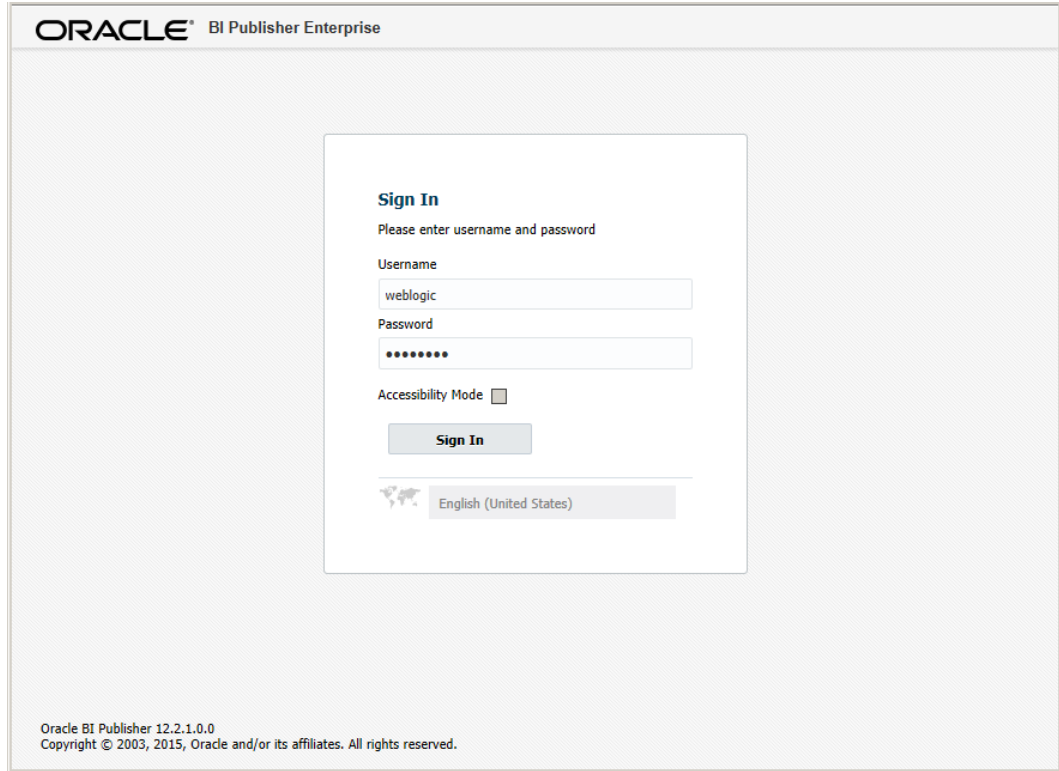 ORACLE® BI Publisher Enterprise
Sign In
Please enter username and password
Username
weblogic
Password
••••••••
Accessibility Mode
Sign In
English (United States)
Oracle BI Publisher 12.2.1.0.0
Copyright © 2003, 2015, Oracle and/or its affiliates. All rights reserved.